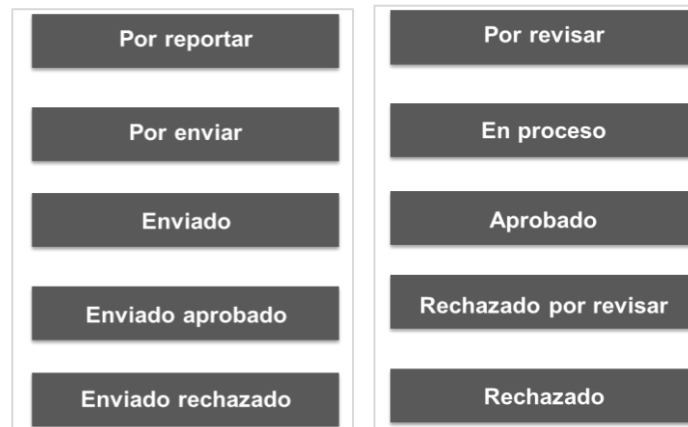 Por reportar
Por enviar
Enviado
Enviado aprobado
Enviado rechazado
Por revisar
En proceso
Aprobado
Rechazado por revisar
Rechazado